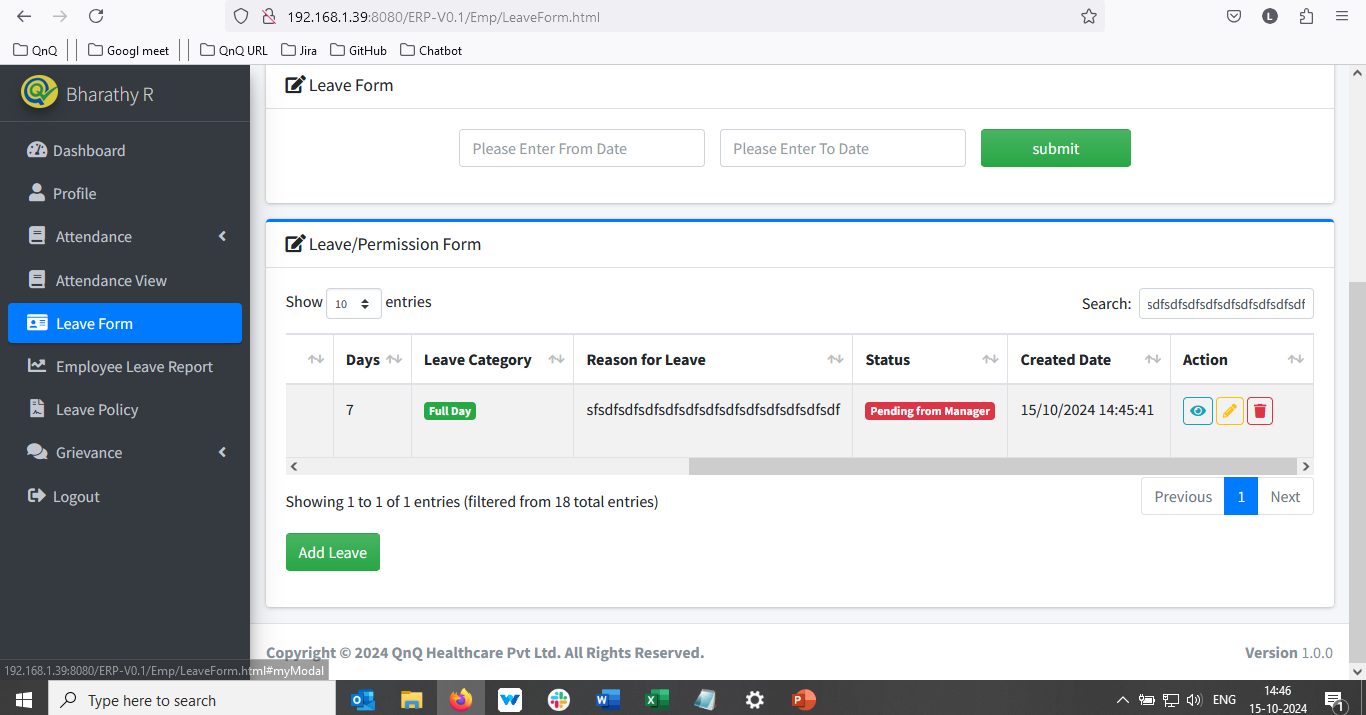 192.168.1.39:8080/ERP-V0.1/Emp/LeaveForm.html
L
QnQ
Googl meet
QnQ URL
Jira
GitHub
Chatbot
Bharathy R
Dashboard
Profile
Attendance
Attendance View
Leave Form
Employee Leave Report
Leave Policy
Grievance
Logout
Leave Form
Please Enter From Date
Please Enter To Date
submit
Leave/Permission Form
Show 10 entries
Search: sdfsdfsdfsdfsdfsdfsdfsdfsdf
Days
Leave Category
Reason for Leave
Status
Created Date
Action
7
Full Day
sfsdfsdfsdfsdfsdfsdfsdfsdfsdfsdfsdfsdf
Pending from Manager
15/10/2024 14:45:41
Showing 1 to 1 of 1 entries (filtered from 18 total entries)
Previous 1 Next
Add Leave
Copyright © 2024 QnQ Healthcare Pvt Ltd. All Rights Reserved.
Version 1.0.0
192.168.1.39:8080/ERP-V0.1/Emp/LeaveForm.html#myModal
Type here to search
ENG
14:46
15-10-2024
1